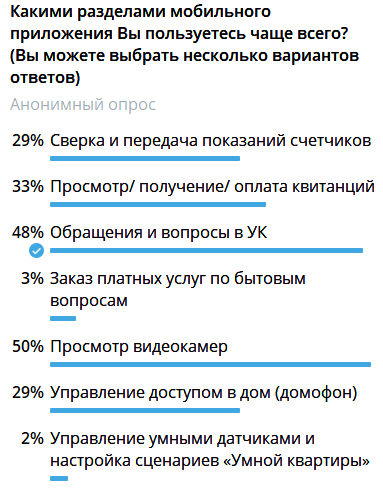 Какими разделами мобильного
приложения Вы пользуетесь чаще всего?
(Вы можете выбрать несколько вариантов
ответов)
Анонимный опрос
29% Сверка и передача показаний счетчиков
33% Просмотр/ получение/ оплата квитанций
48% Обращения и вопросы в УК
3% Заказ платных услуг по бытовым
вопросам
50% Просмотр видеокамер
29% Управление доступом в дом (домофон)
2% Управление умными датчиками и
настройка сценариев «Умной квартиры»